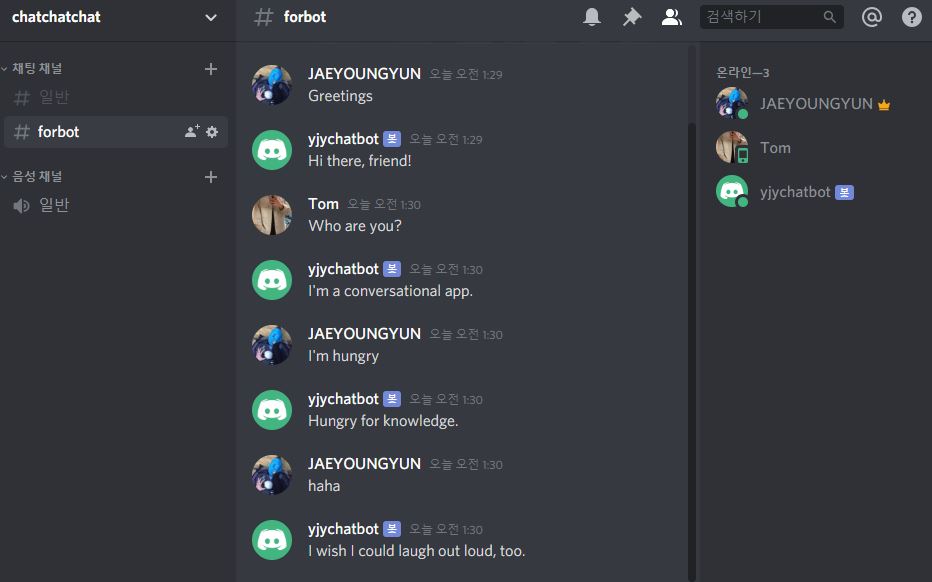 chatchatchat
채팅 채널
일반
forbot
음성 채널
일반
forbot
검색하기
JAEYOUNGYUN 오늘 오전 1:29
Greetings
yjychatbot 봇 오늘 오전 1:29
Hi there, friend!
Tom 오늘 오전 1:30
Who are you?
yjychatbot 봇 오늘 오전 1:30
I'm a conversational app.
JAEYOUNGYUN 오늘 오전 1:30
I'm hungry
yjychatbot 봇 오늘 오전 1:30
Hungry for knowledge.
JAEYOUNGYUN 오늘 오전 1:30
haha
yjychatbot 봇 오늘 오전 1:30
I wish I could laugh out loud, too.
온라인—3
JAEYOUNGYUN
Tom
yjychatbot 봇